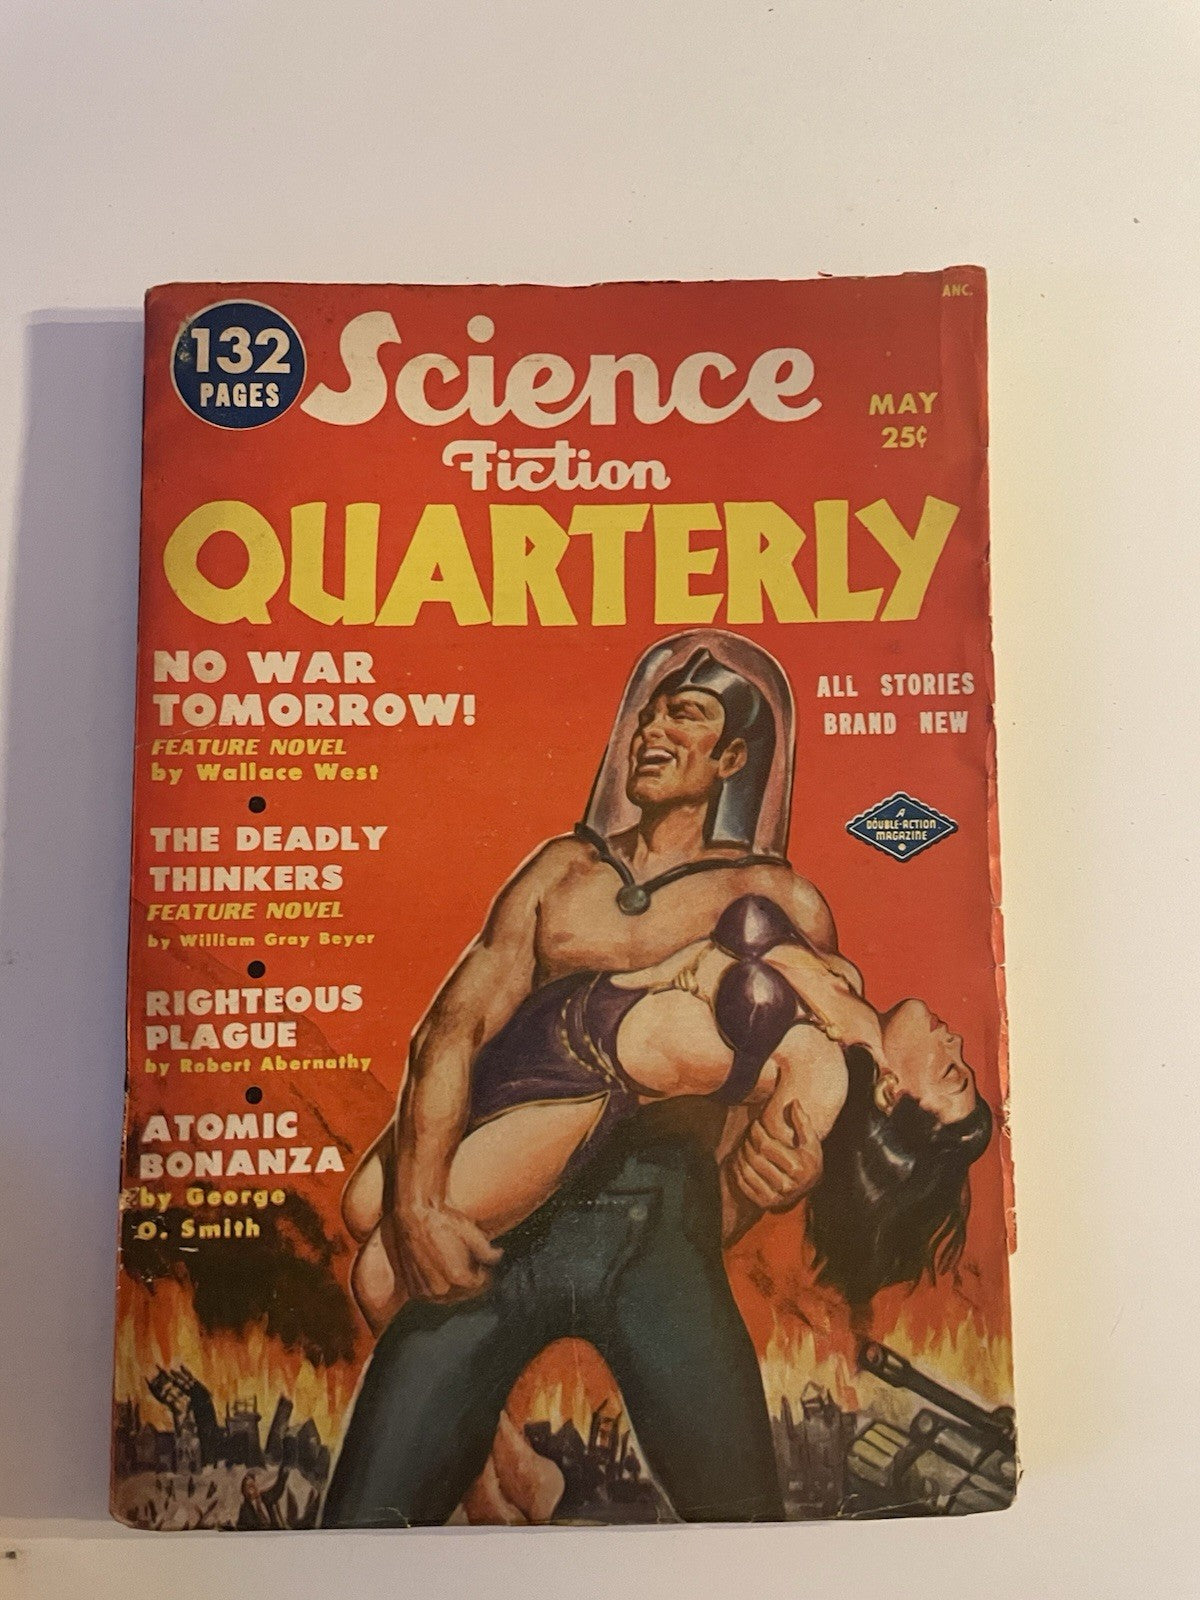 ANC.
132
PAGES
Science
Fiction
QUARTERLY
MAY
25¢
NO WAR
TOMORROW!
FEATURE NOVEL
by Wallace West
THE DEADLY
THINKERS
FEATURE NOVEL
by William Gray Beyer
RIGHTEOUS
PLAGUE
by Robert Abernathy
ATOMIC
BONANZA
by George
O. Smith
ALL STORIES
BRAND NEW
A
DOUBLE-ACTION
MAGAZINE